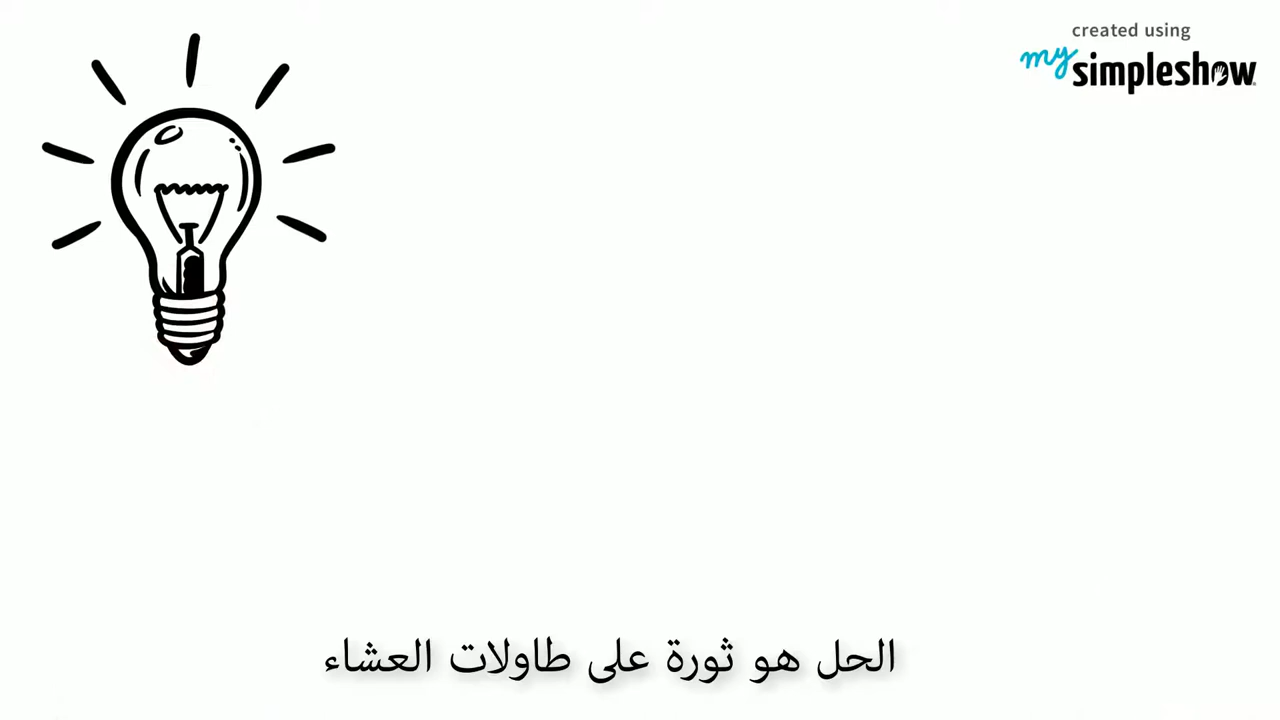 created using
my simpleshow
الحل هو ثورة على طاولات العشاء